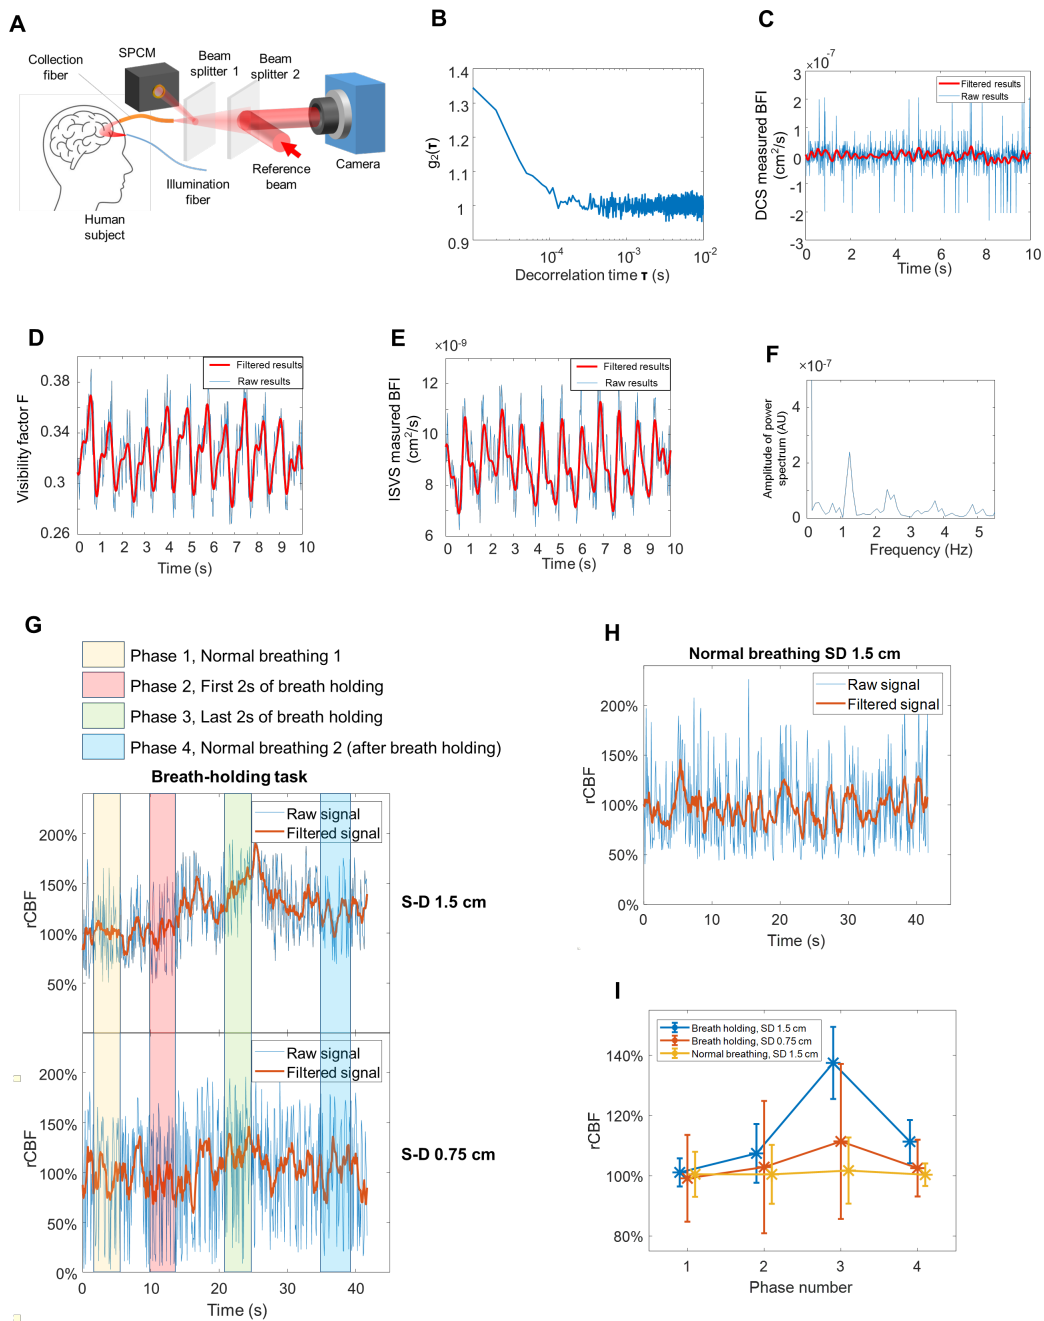 A
SPCM
Collection
fiber
Beam
splitter 1
Beam
splitter 2
Illumination
fiber
Reference
beam
Camera
Human
subject
B
1.4
1.3
1.2
1.1
1
0.9
g₂(τ)
10⁻⁴
10⁻³
10⁻²
Decorrelation time τ (s)
C
×10⁻⁷
Filtered results
Raw results
3
2
1
0
-1
-2
-3
DCS measured BFI
(cm²/s)
0 2 4 6 8 10
Time (s)
D
Filtered results
Raw results
0.38
0.34
0.3
0.26
Visibility factor F
0 1 2 3 4 5 6 7 8 9 10
Time (s)
E
×10⁻⁹
Filtered results
Raw results
12
10
8
6
ISVS masured BFI
(cm²/s)
0 1 2 3 4 5 6 7 8 9 10
Time (s)
F
×10⁻⁷
4
2
0
Amplitude of power
spectrum (AU)
0 1 2 3 4 5
Frequency (Hz)
G
Phase 1, Normal breathing 1
Phase 2, First 2s of breath holding
Phase 3, Last 2s of breath holding
Phase 4, Normal breathing 2 (after breath holding)
Breath-holding task
Raw signal
Filtered signal
200%
150%
100%
50%
rCBF
S-D 1.5 cm
Raw signal
Filtered signal
200%
150%
100%
50%
0%
rCBF
S-D 0.75 cm
0 10 20 30 40
Time (s)
H
Normal breathing SD 1.5 cm
Raw signal
Filtered signal
200%
150%
100%
50%
0%
rCBF
0 10 20 30 40
Time (s)
I
Breath holding, SD 1.5 cm
Breath holding, SD 0.75 cm
Normal breathing, SD 1.5 cm
140%
120%
100%
80%
rCBF
1 2 3 4
Phase number